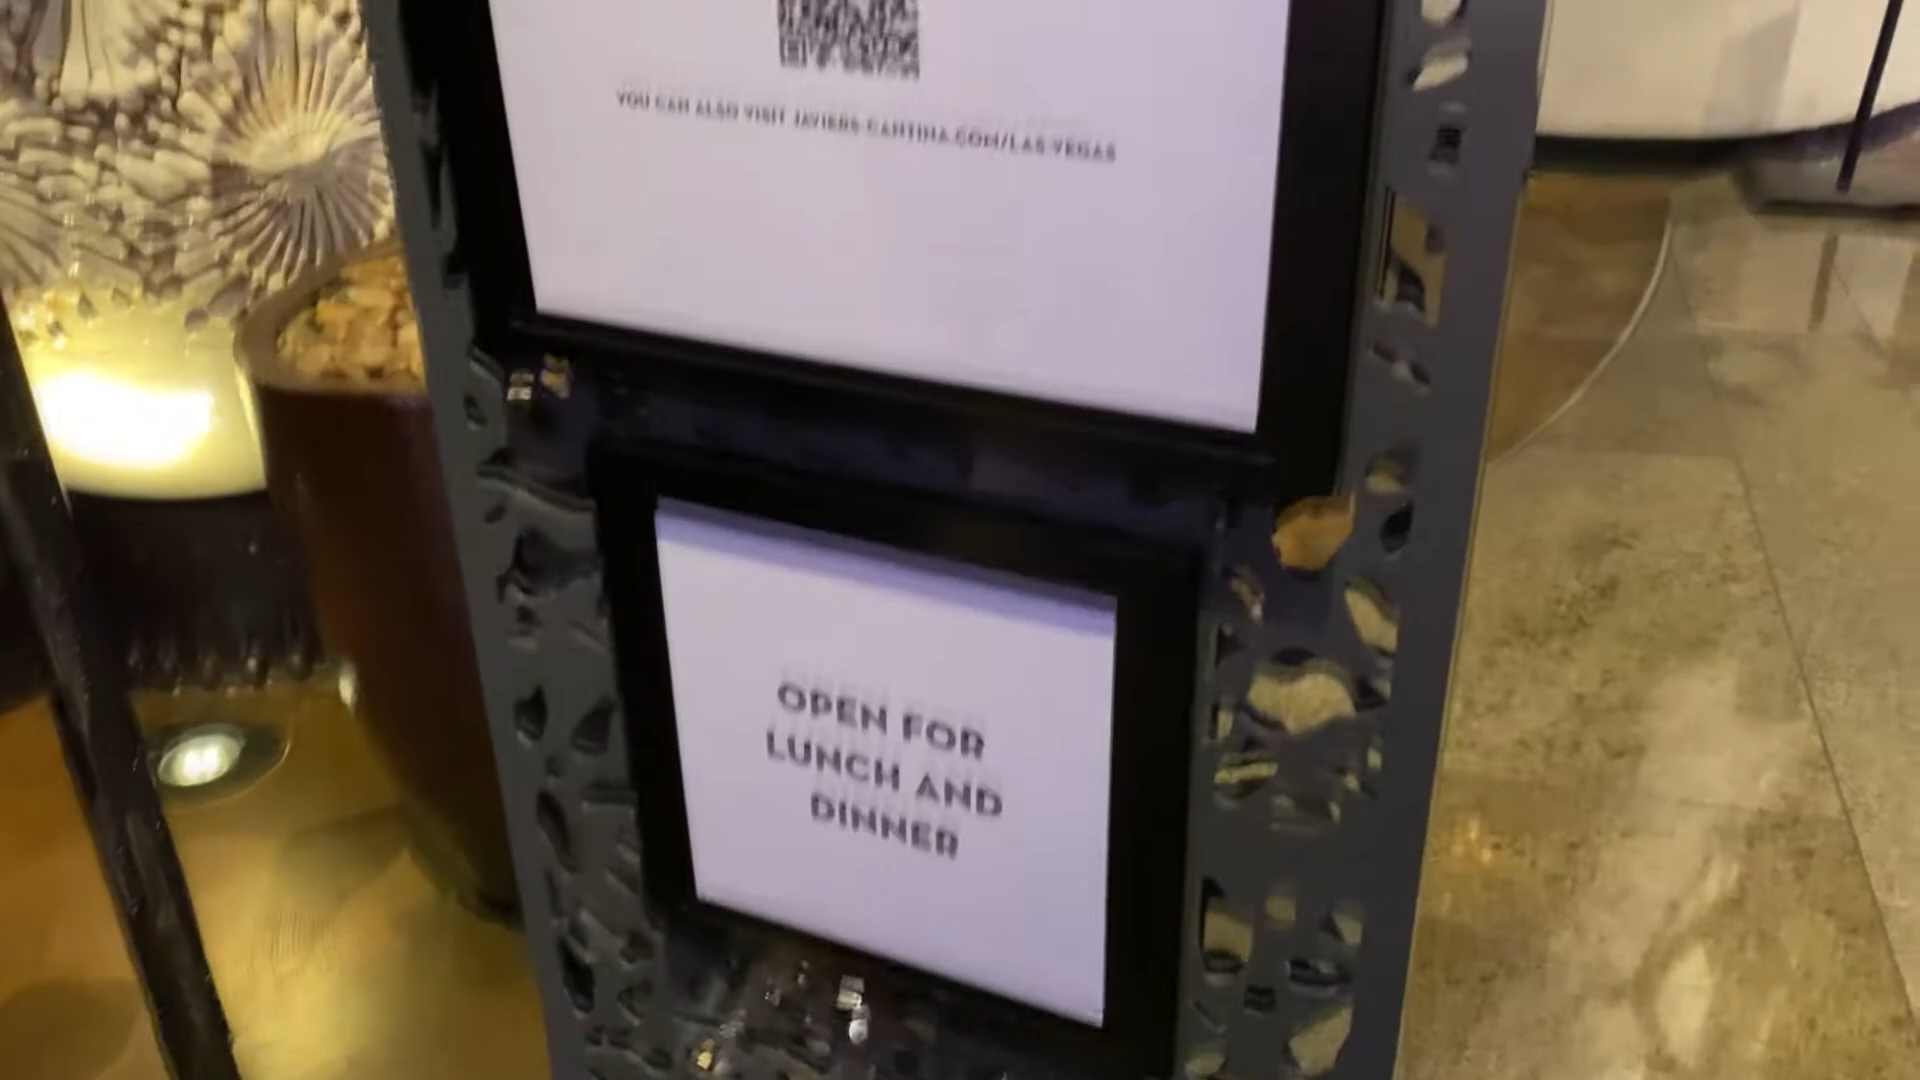 YOU CAN ALSO VISIT JAVIERS-CANTINA.COM/LAS-VEGAS
OPEN FOR
LUNCH AND
DINNER